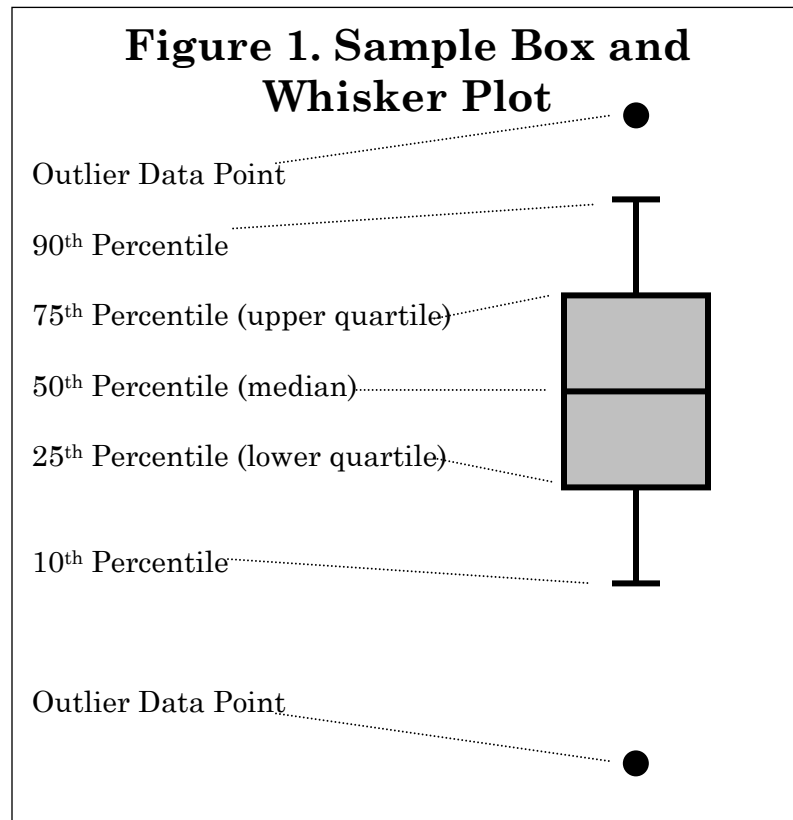 Figure 1. Sample Box and
Whisker Plot
Outlier Data Point
90th Percentile
75th Percentile (upper quartile)
50th Percentile (median)
25th Percentile (lower quartile)
10th Percentile
Outlier Data Point